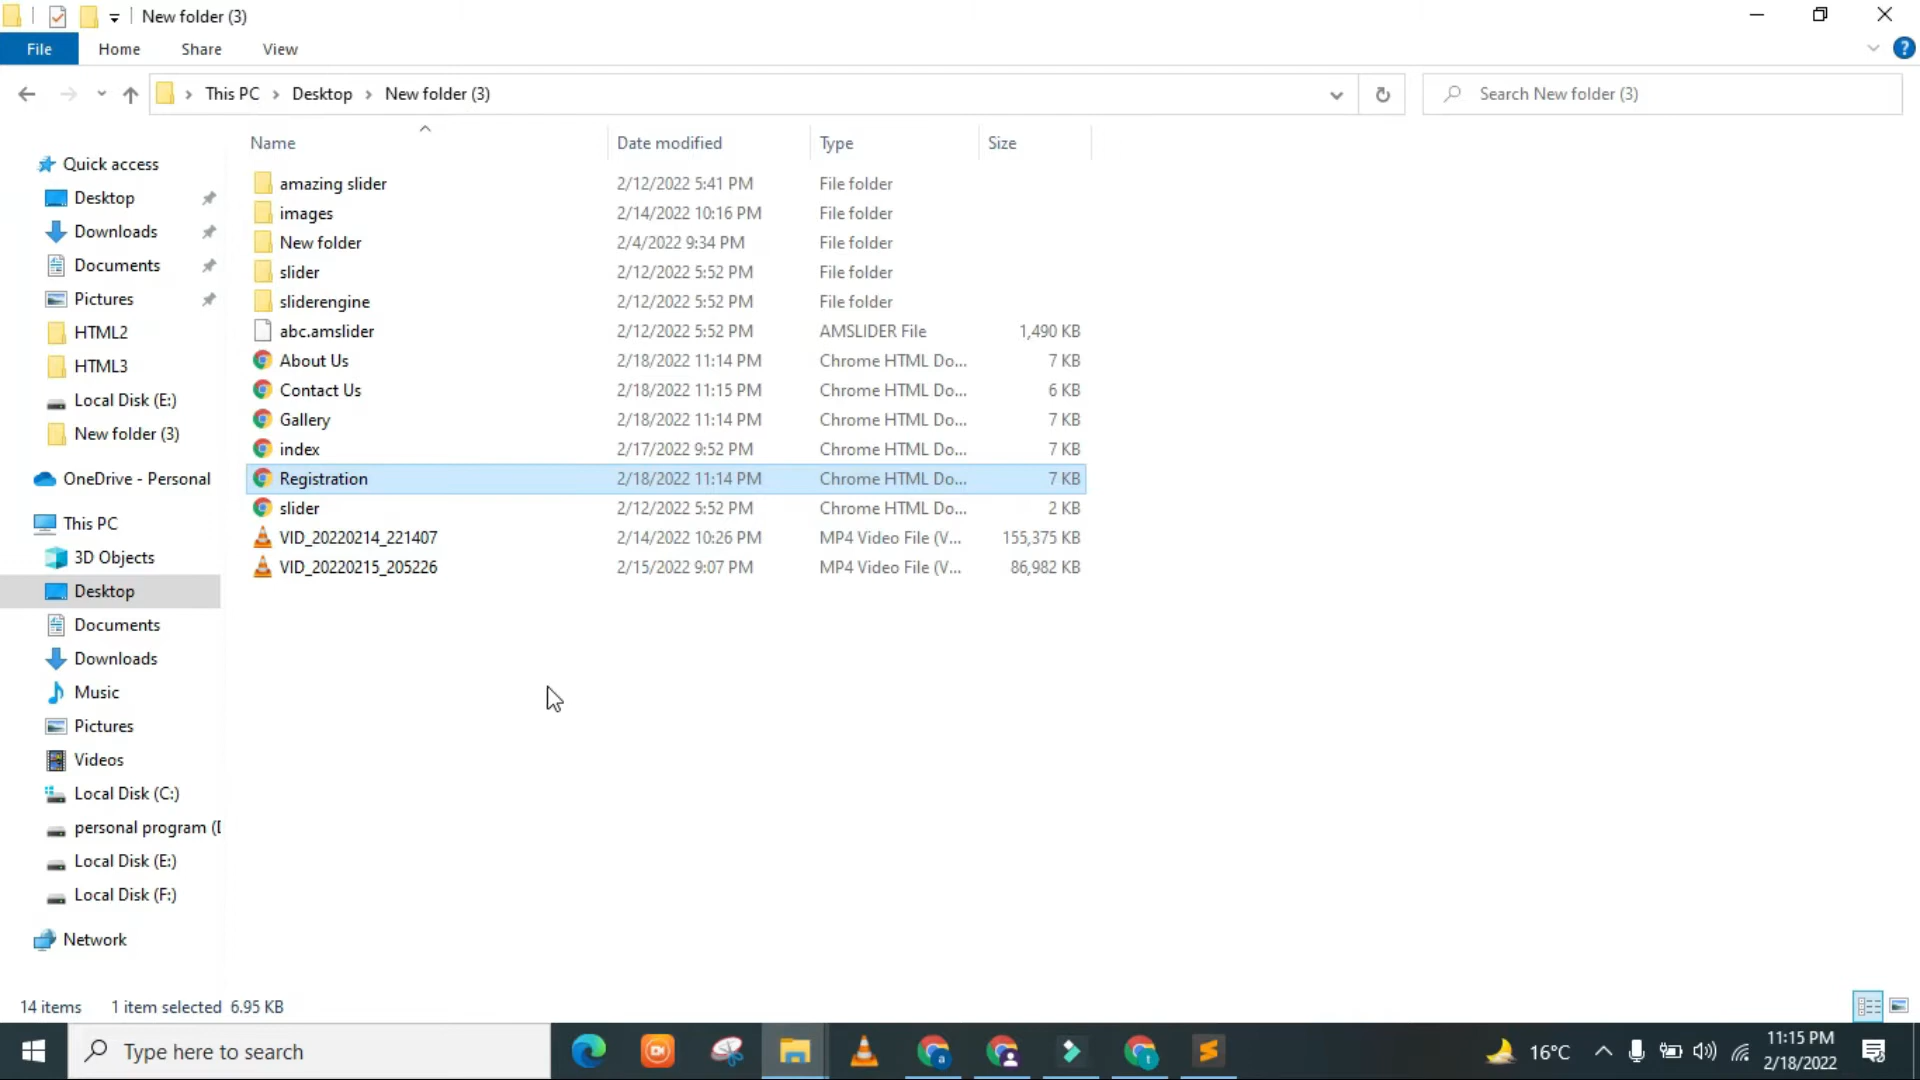 New folder (3)
File Home Share View
This PC Desktop New folder (3) Search New folder (3)
Name Date modified Type Size
Quick access
Desktop
Downloads
Documents
Pictures
HTML2
HTML3
Local Disk (E:)
New folder (3)
OneDrive - Personal
This PC
3D Objects
Desktop
Documents
Downloads
Music
Pictures
Videos
Local Disk (C:)
personal program (
Local Disk (E:)
Local Disk (F:)
Network
amazing slider 2/12/2022 5:41 PM File folder
images 2/14/2022 10:16 PM File folder
New folder 2/4/2022 9:34 PM File folder
slider 2/12/2022 5:52 PM File folder
sliderengine 2/12/2022 5:52 PM File folder
abc.amslider 2/12/2022 5:52 PM AMSLIDER File 1,490 KB
About Us 2/18/2022 11:14 PM Chrome HTML Do... 7 KB
Contact Us 2/18/2022 11:15 PM Chrome HTML Do... 6 KB
Gallery 2/18/2022 11:14 PM Chrome HTML Do... 7 KB
index 2/17/2022 9:52 PM Chrome HTML Do... 7 KB
Registration 2/18/2022 11:14 PM Chrome HTML Do... 7 KB
slider 2/12/2022 5:52 PM Chrome HTML Do... 2 KB
VID_20220214_221407 2/14/2022 10:26 PM MP4 Video File (V... 155,375 KB
VID_20220215_205226 2/15/2022 9:07 PM MP4 Video File (V... 86,982 KB
14 items 1 item selected 6.95 KB
Type here to search
16°C
11:15 PM
2/18/2022